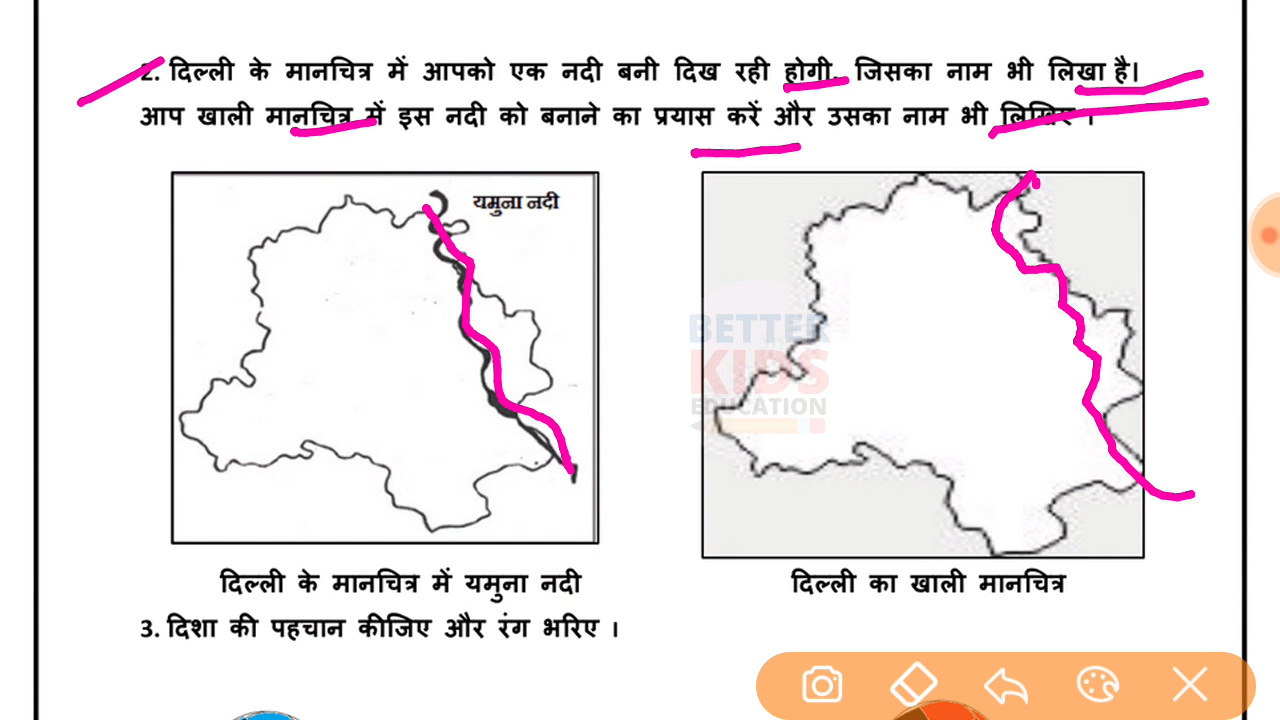 2. दिल्ली के मानचित्र में आपको एक नदी बनी दिख रही होगी, जिसका नाम भी लिखा है।
आप खाली मानचित्र में इस नदी को बनाने का प्रयास करें और उसका नाम भी लिखिए ।
यमुना नदी
BETTER
KIDS
EDUCATION
दिल्ली के मानचित्र में यमुना नदी
दिल्ली का खाली मानचित्र
3. दिशा की पहचान कीजिए और रंग भरिए ।